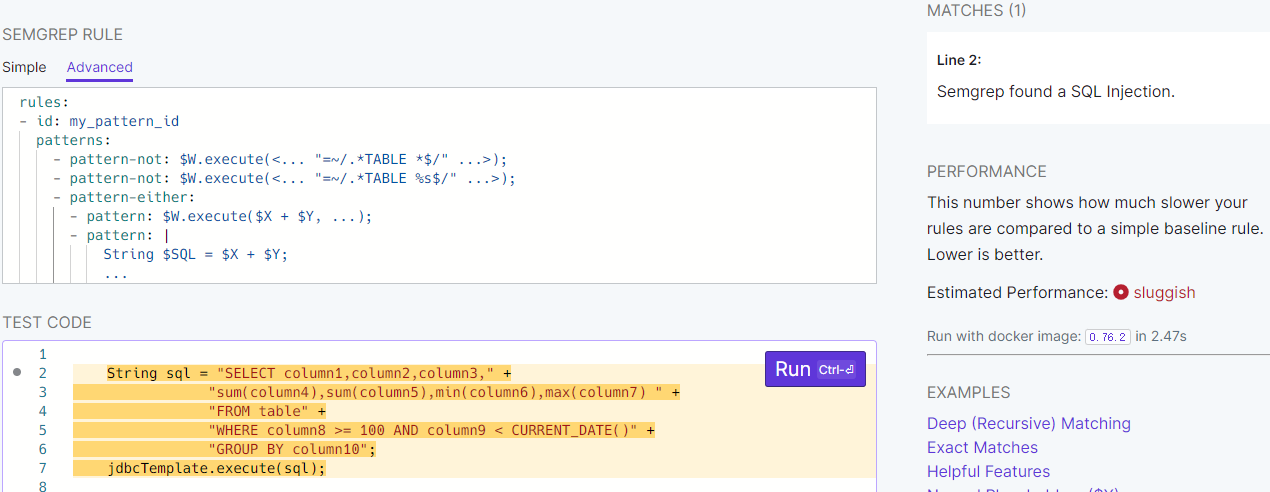 SEMGREP RULE
Simple Advanced
rules:
- id: my_pattern_id
patterns:
- pattern-not: $W.execute(<... "=~/.*TABLE *$/" ...>);
- pattern-not: $W.execute(<... "=~/.*TABLE %s$/" ...>);
- pattern-either:
- pattern: $W.execute($X + $Y, ...);
- pattern: |
String $SQL = $X + $Y;
...
TEST CODE
1
2 String sql = "SELECT column1,column2,column3," +
3 "sum(column4),sum(column5),min(column6),max(column7) " +
4 "FROM table" +
5 "WHERE column8 >= 100 AND column9 < CURRENT_DATE()" +
6 "GROUP BY column10";
7 jdbcTemplate.execute(sql);
8
Run Ctrl-⏎
MATCHES (1)
Line 2:
Semgrep found a SQL Injection.
PERFORMANCE
This number shows how much slower your
rules are compared to a simple baseline rule.
Lower is better.
Estimated Performance: sluggish
Run with docker image: 0.76.2 in 2.47s
EXAMPLES
Deep (Recursive) Matching
Exact Matches
Helpful Features